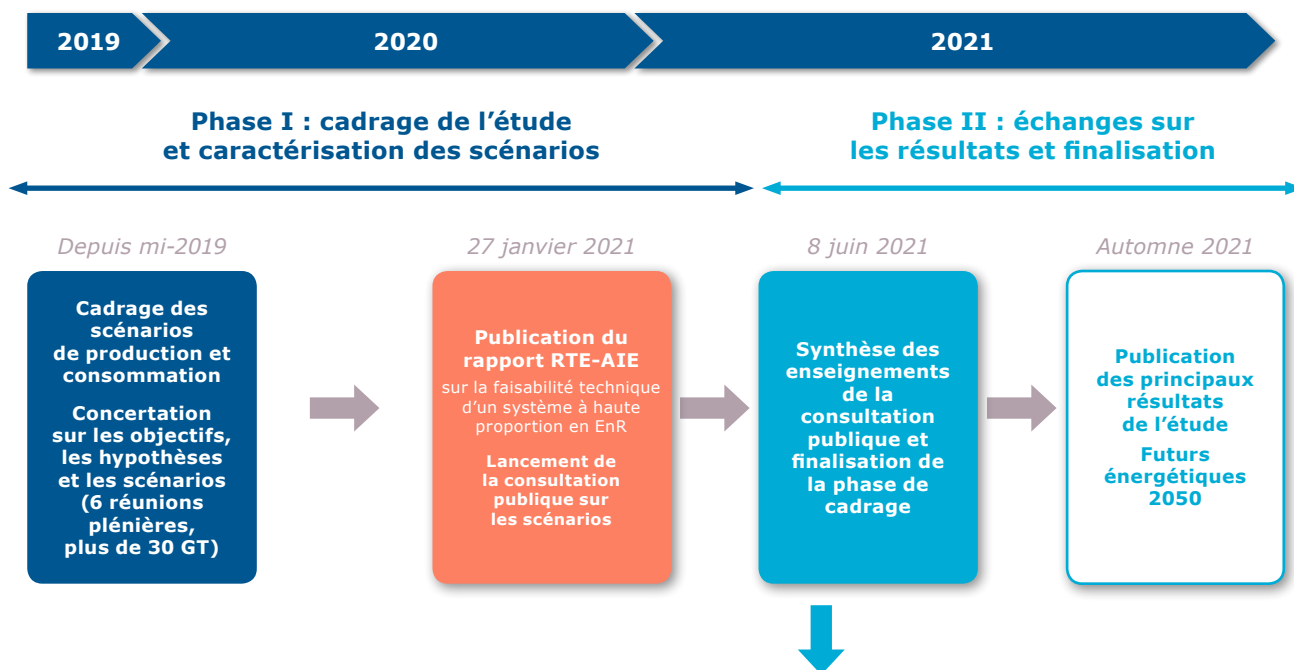 2019
2020
2021
Phase I : cadrage de l’étude
et caractérisation des scénarios
Phase II : échanges sur
les résultats et finalisation
Depuis mi-2019
Cadrage des
scénarios
de production et
consommation
Concertation
sur les objectifs,
les hypothèses
et les scénarios
(6 réunions
plénières,
plus de 30 GT)
27 janvier 2021
Publication du
rapport RTE-AIE
sur la faisabilité technique
d’un système à haute
proportion en EnR
Lancement de
la consultation
publique sur
les scénarios
8 juin 2021
Synthèse des
enseignements
de la
consultation
publique et
finalisation de
la phase de
cadrage
Automne 2021
Publication
des principaux
résultats
de l’étude
Futurs
énergétiques
2050